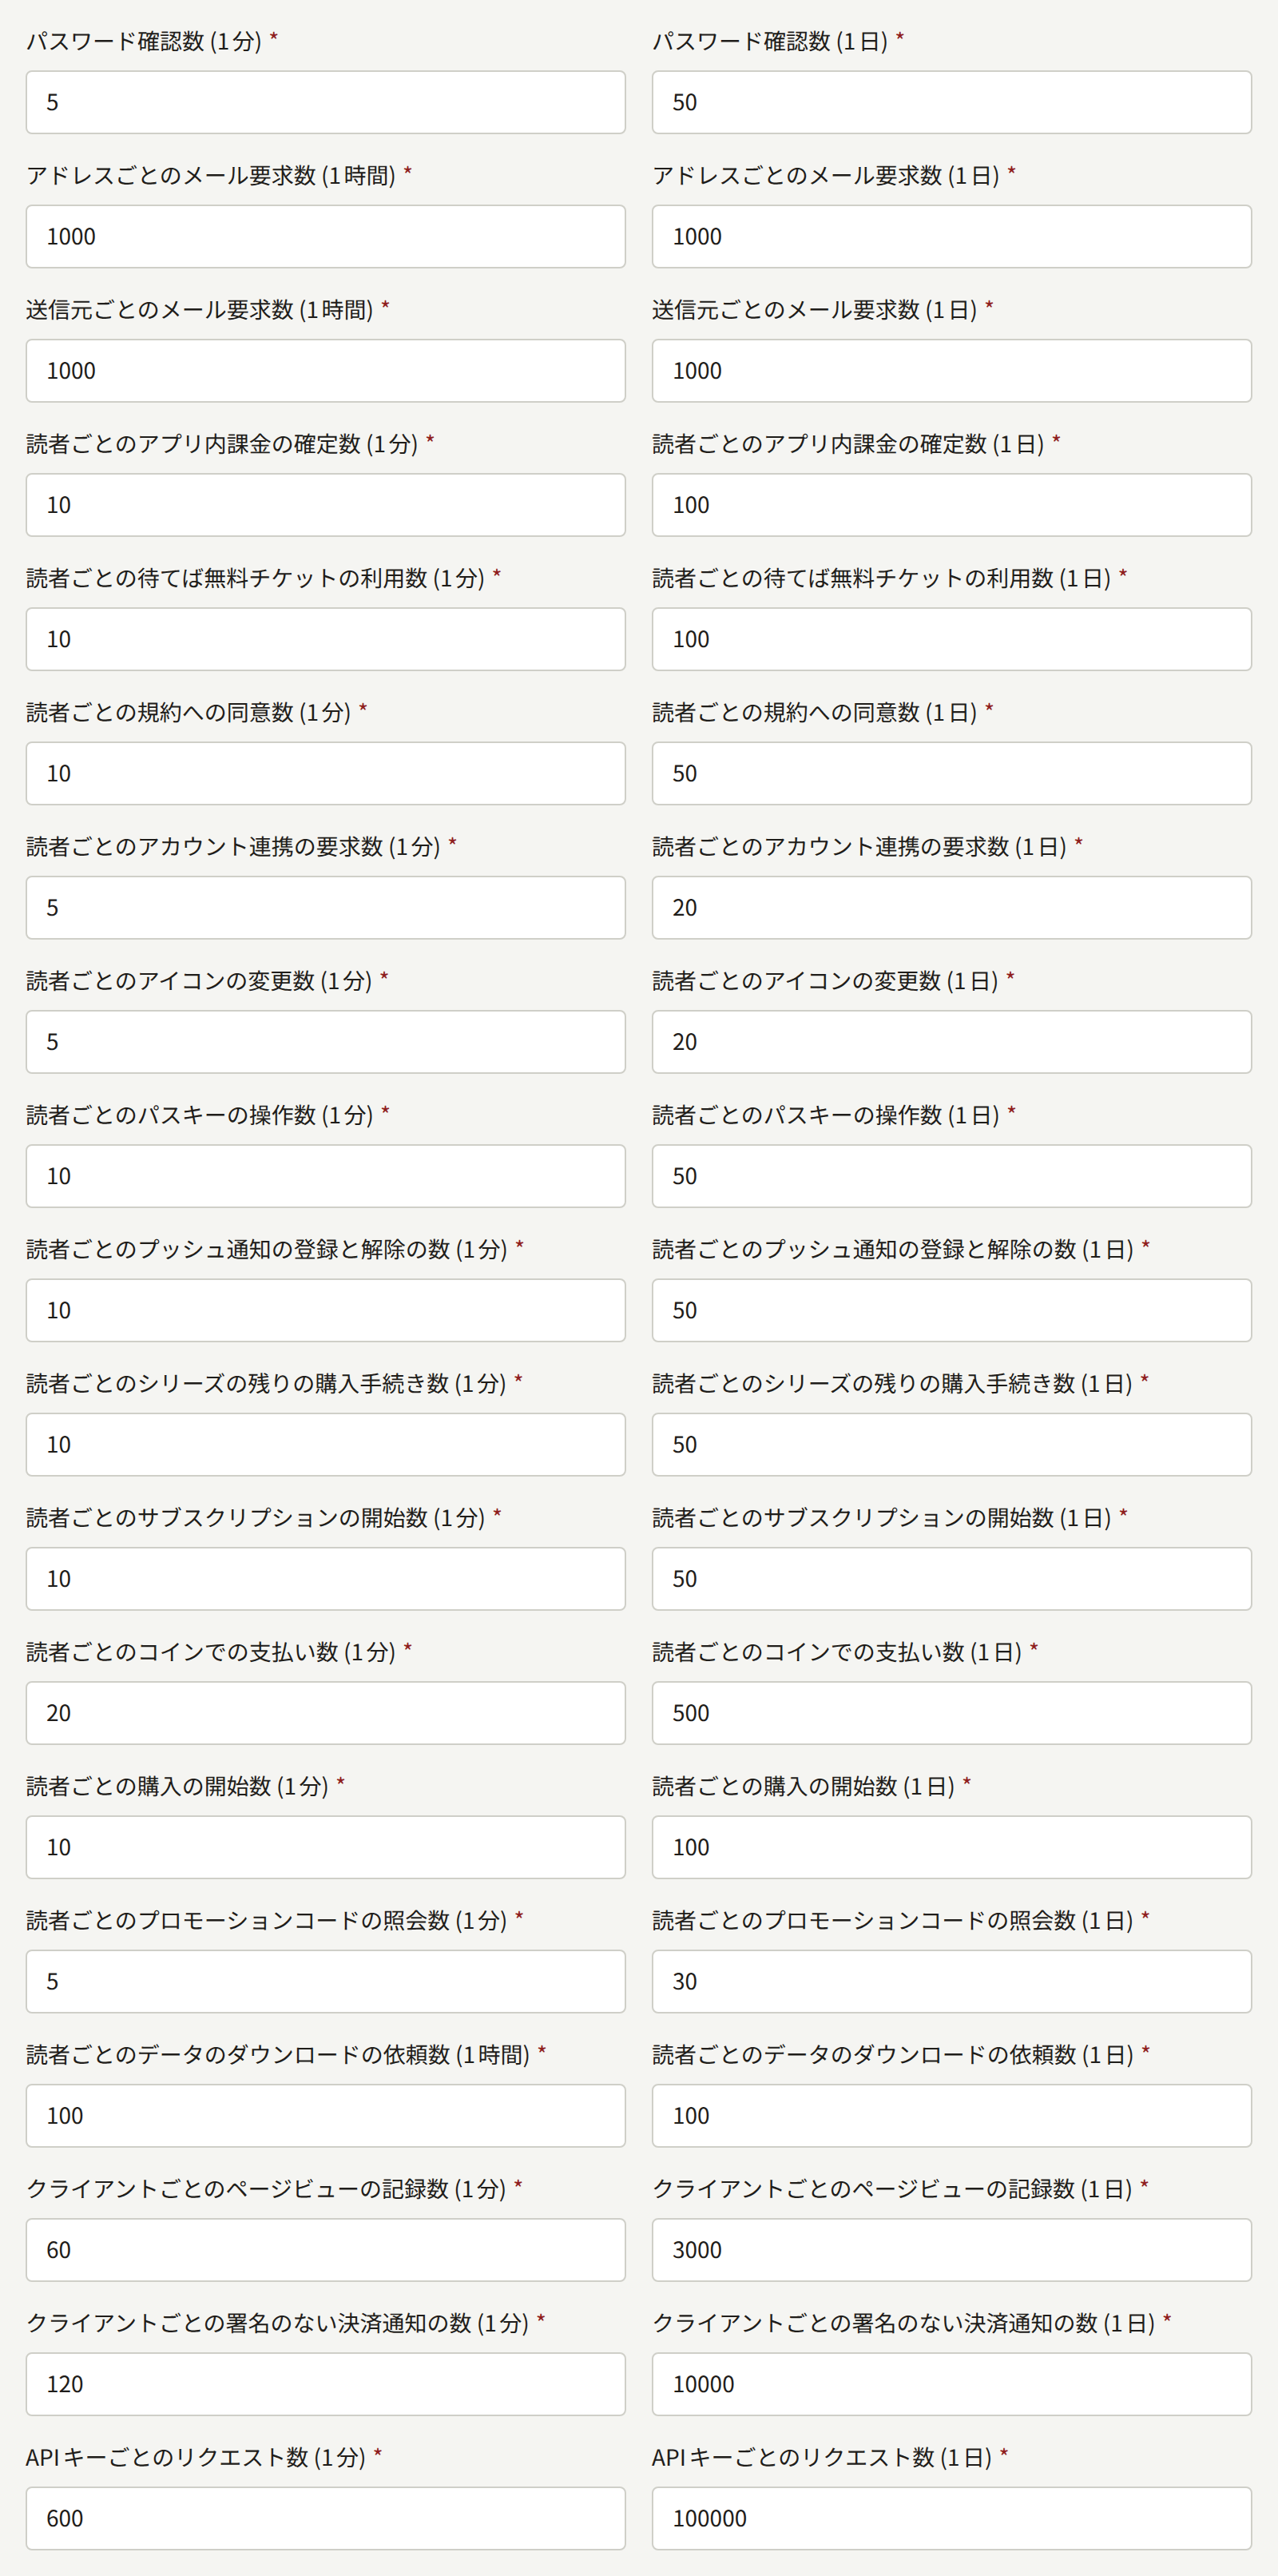 パスワード確認数 (1分) *
パスワード確認数 (1日) *
5
50
アドレスごとのメール要求数 (1時間) *
アドレスごとのメール要求数 (1日) *
1000
1000
送信元ごとのメール要求数 (1時間) *
送信元ごとのメール要求数 (1日) *
1000
1000
読者ごとのアプリ内課金の確定数 (1分) *
読者ごとのアプリ内課金の確定数 (1日) *
10
100
読者ごとの待てば無料チケットの利用数 (1分) *
読者ごとの待てば無料チケットの利用数 (1日) *
10
100
読者ごとの規約への同意数 (1分) *
読者ごとの規約への同意数 (1日) *
10
50
読者ごとのアカウント連携の要求数 (1分) *
読者ごとのアカウント連携の要求数 (1日) *
5
20
読者ごとのアイコンの変更数 (1分) *
読者ごとのアイコンの変更数 (1日) *
5
20
読者ごとのパスキーの操作数 (1分) *
読者ごとのパスキーの操作数 (1日) *
10
50
読者ごとのプッシュ通知の登録と解除の数 (1分) *
読者ごとのプッシュ通知の登録と解除の数 (1日) *
10
50
読者ごとのシリーズの残りの購入手続き数 (1分) *
読者ごとのシリーズの残りの購入手続き数 (1日) *
10
50
読者ごとのサブスクリプションの開始数 (1分) *
読者ごとのサブスクリプションの開始数 (1日) *
10
50
読者ごとのコインでの支払い数 (1分) *
読者ごとのコインでの支払い数 (1日) *
20
500
読者ごとの購入の開始数 (1分) *
読者ごとの購入の開始数 (1日) *
10
100
読者ごとのプロモーションコードの照会数 (1分) *
読者ごとのプロモーションコードの照会数 (1日) *
5
30
読者ごとのデータのダウンロードの依頼数 (1時間) *
読者ごとのデータのダウンロードの依頼数 (1日) *
100
100
クライアントごとのページビューの記録数 (1分) *
クライアントごとのページビューの記録数 (1日) *
60
3000
クライアントごとの署名のない決済通知の数 (1分) *
クライアントごとの署名のない決済通知の数 (1日) *
120
10000
APIキーごとのリクエスト数 (1分) *
APIキーごとのリクエスト数 (1日) *
600
100000